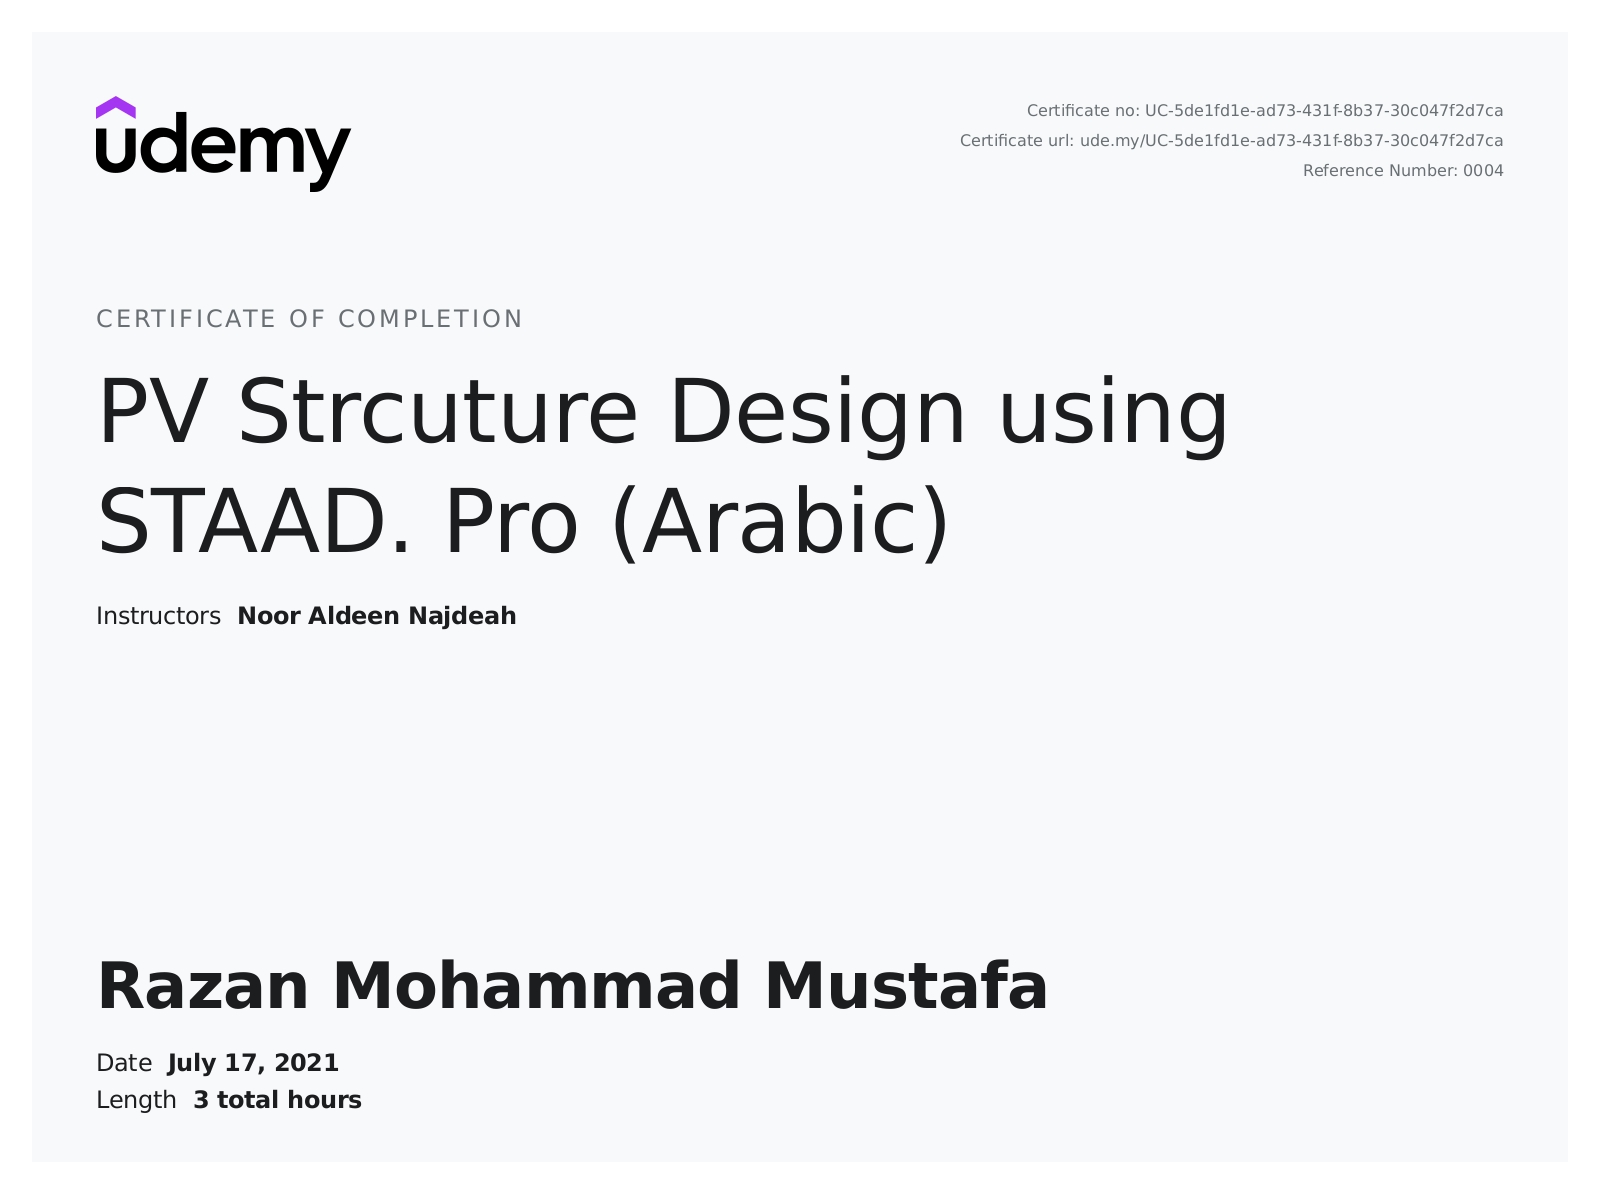 udemy
Certificate no: UC-5de1fd1e-ad73-431f-8b37-30c047f2d7ca
Certificate url: ude.my/UC-5de1fd1e-ad73-431f-8b37-30c047f2d7ca
Reference Number: 0004
CERTIFICATE OF COMPLETION
PV Strcuture Design using
STAAD. Pro (Arabic)
Instructors Noor Aldeen Najdeah
Razan Mohammad Mustafa
Date July 17, 2021
Length 3 total hours